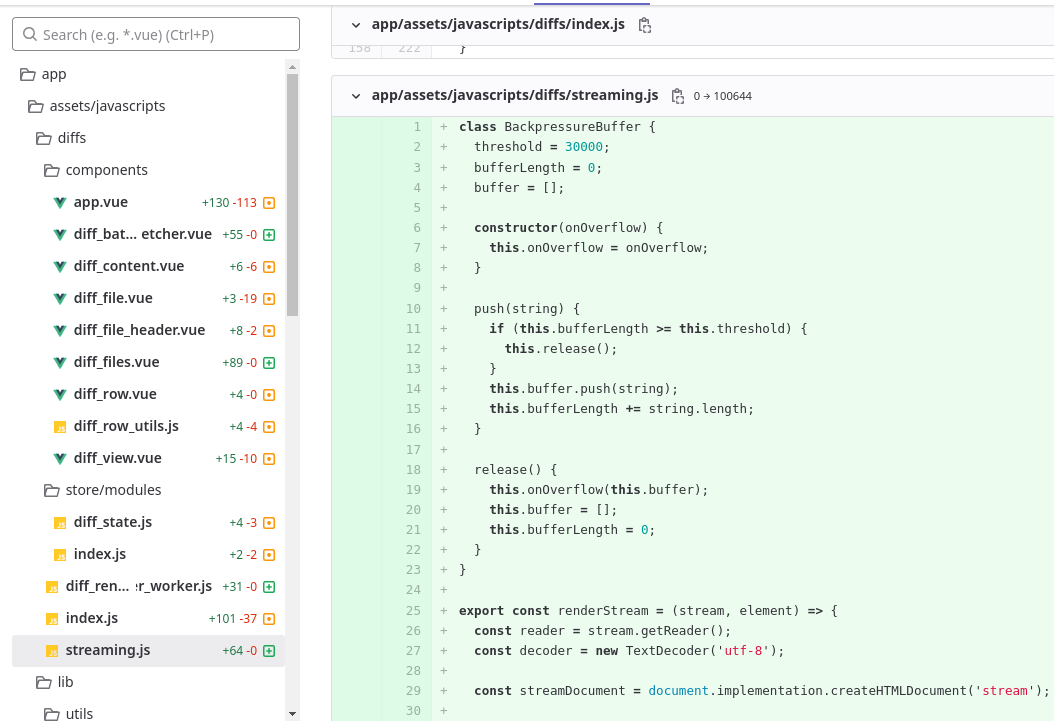 Search (e.g. *.vue) (Ctrl+P)
app
assets/javascripts
diffs
components
app.vue +130 -113
diff_bat... etcher.vue +55 -0
diff_content.vue +6 -6
diff_file.vue +3 -19
diff_file_header.vue +8 -2
diff_files.vue +89 -0
diff_row.vue +4 -0
JS diff_row_utils.js +4 -4
diff_view.vue +15 -10
store/modules
JS diff_state.js +4 -3
JS index.js +2 -2
JS diff_ren... r_worker.js +31 -0
JS index.js +101 -37
JS streaming.js +64 -0
lib
utils
app/assets/javascripts/diffs/index.js
158 222 }
app/assets/javascripts/diffs/streaming.js 0 → 100644
1 + class BackpressureBuffer {
2 + threshold = 30000;
3 + bufferLength = 0;
4 + buffer = [];
5 +
6 + constructor(onOverflow) {
7 + this.onOverflow = onOverflow;
8 + }
9 +
10 + push(string) {
11 + if (this.bufferLength >= this.threshold) {
12 + this.release();
13 + }
14 + this.buffer.push(string);
15 + this.bufferLength += string.length;
16 + }
17 +
18 + release() {
19 + this.onOverflow(this.buffer);
20 + this.buffer = [];
21 + this.bufferLength = 0;
22 + }
23 + }
24 +
25 + export const renderStream = (stream, element) => {
26 + const reader = stream.getReader();
27 + const decoder = new TextDecoder('utf-8');
28 +
29 + const streamDocument = document.implementation.createHTMLDocument('stream');
30 +